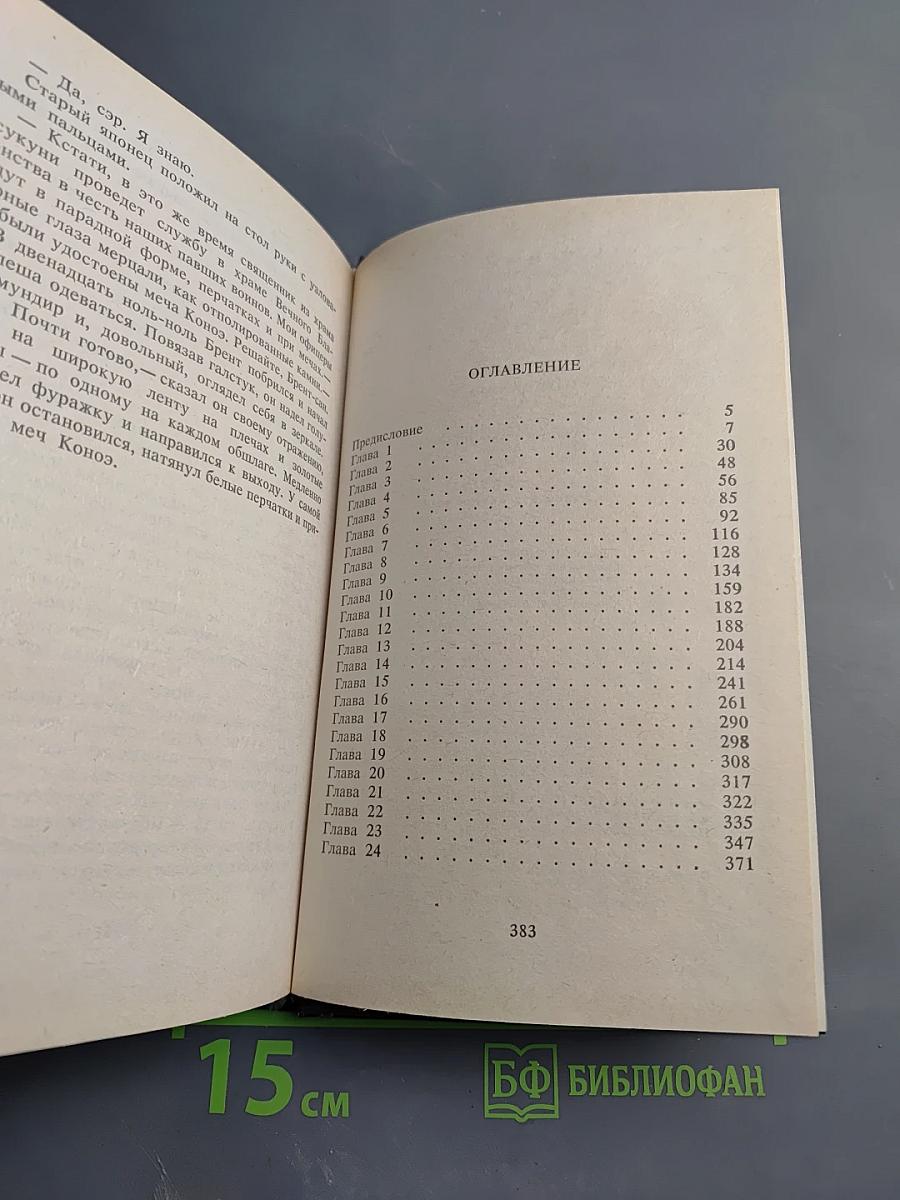 — Да, сэр. Я знаю.
Старый японец положил на стол руки с узлова-
ыми пальцами.
— Кстати, в это же время священник из храма
сукуни проведет службу в храме Вечного Бла-
нства в честь наших павших воинов. Мои офицеры
дут в парадной форме, перчатках и при мечах.—
рные глаза мерцали, как отполированные камни.—
были удостоены меча Коноэ. Решайте, Брент-сан.
В двенадцать ноль-ноль Брент побрился и начал
пеша одеваться. Повязав галстук, он надел голу-
мундир и, довольный, оглядел себя в зеркале.
Почти готово,— сказал он своему отражению,
на широкую ленту на плечах и золотые
ы — по одному на каждом обшлаге. Медленно
ел фуражку и направился к выходу. У самой
он остановился, натянул белые перчатки и при-
меч Коноэ.
ОГЛАВЛЕНИЕ
Предисловие . . . . . . . . . . . . . . . 5
Глава 1 . . . . . . . . . . . . . . . 7
Глава 2 . . . . . . . . . . . . . . . 30
Глава 3 . . . . . . . . . . . . . . . 48
Глава 4 . . . . . . . . . . . . . . . 56
Глава 5 . . . . . . . . . . . . . . . 85
Глава 6 . . . . . . . . . . . . . . . 92
Глава 7 . . . . . . . . . . . . . . . 116
Глава 8 . . . . . . . . . . . . . . . 128
Глава 9 . . . . . . . . . . . . . . . 134
Глава 10 . . . . . . . . . . . . . . . 159
Глава 11 . . . . . . . . . . . . . . . 182
Глава 12 . . . . . . . . . . . . . . . 188
Глава 13 . . . . . . . . . . . . . . . 204
Глава 14 . . . . . . . . . . . . . . . 214
Глава 15 . . . . . . . . . . . . . . . 241
Глава 16 . . . . . . . . . . . . . . . 261
Глава 17 . . . . . . . . . . . . . . . 290
Глава 18 . . . . . . . . . . . . . . . 298
Глава 19 . . . . . . . . . . . . . . . 308
Глава 20 . . . . . . . . . . . . . . . 317
Глава 21 . . . . . . . . . . . . . . . 322
Глава 22 . . . . . . . . . . . . . . . 335
Глава 23 . . . . . . . . . . . . . . . 347
Глава 24 . . . . . . . . . . . . . . . 371
383
15 см
БФ БИБЛИОФАН